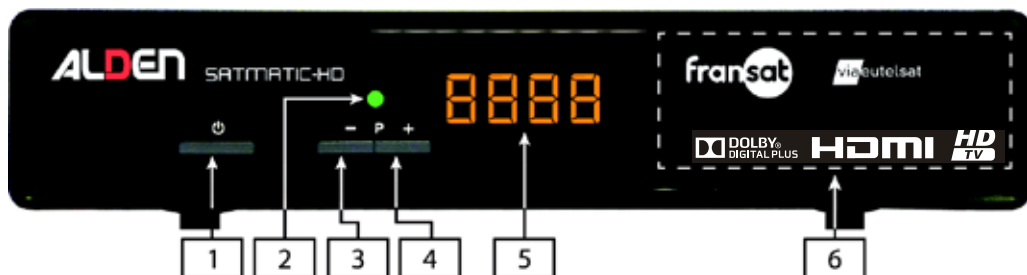 ALDEN SATMATIC-HD
- P +
8888
fransat viaeutelsat
DOLBY®
DIGITAL PLUS
HDMI HD
TV
1 2 3 4 5 6